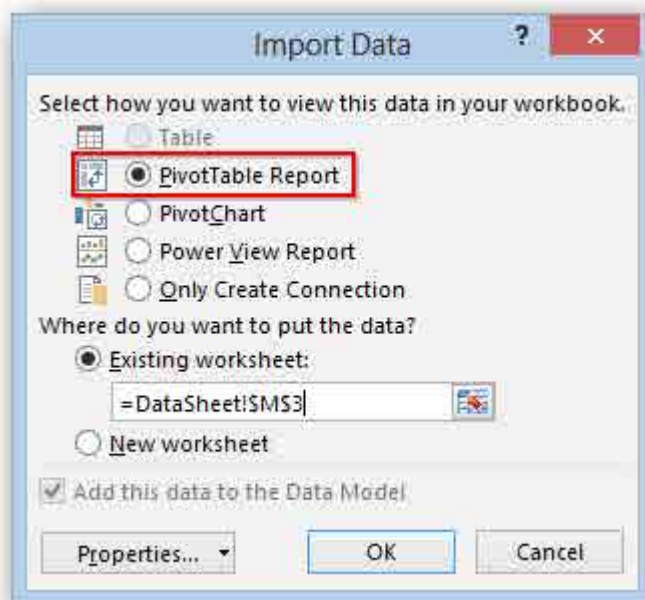 Import Data
?
Select how you want to view this data in your workbook.
Table
PivotTable Report
PivotChart
Power View Report
Only Create Connection
Where do you want to put the data?
Existing worksheet:
=DataSheet!$M$3
New worksheet
Add this data to the Data Model
Properties...
OK
Cancel